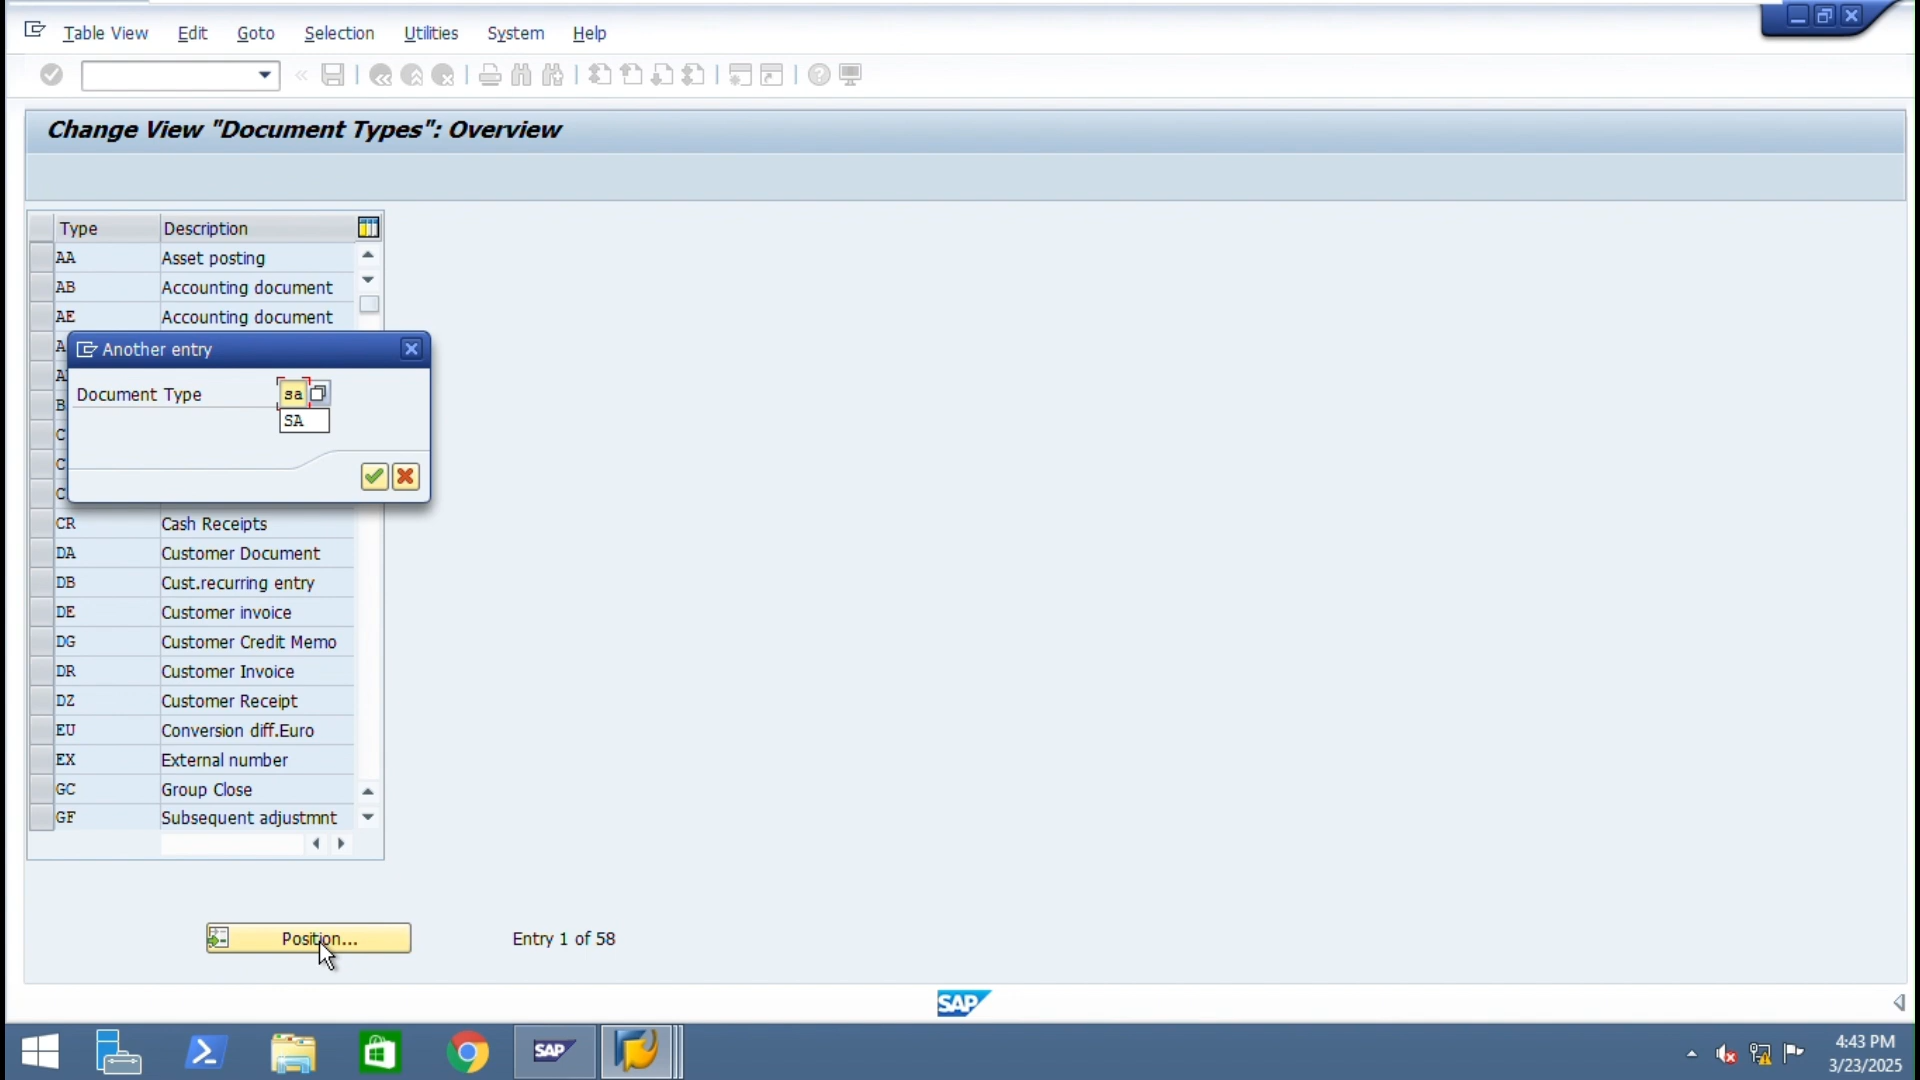 Table View Edit Goto Selection Utilities System Help
Change View "Document Types": Overview
Type Description
AA Asset posting
AB Accounting document
AE Accounting document
A
A
B
C
C
C
Another entry
Document Type sa
SA
CR Cash Receipts
DA Customer Document
DB Cust.recurring entry
DE Customer invoice
DG Customer Credit Memo
DR Customer Invoice
DZ Customer Receipt
EU Conversion diff.Euro
EX External number
GC Group Close
GF Subsequent adjustmnt
Position... Entry 1 of 58
SAP
SAP
4:43 PM
3/23/2025